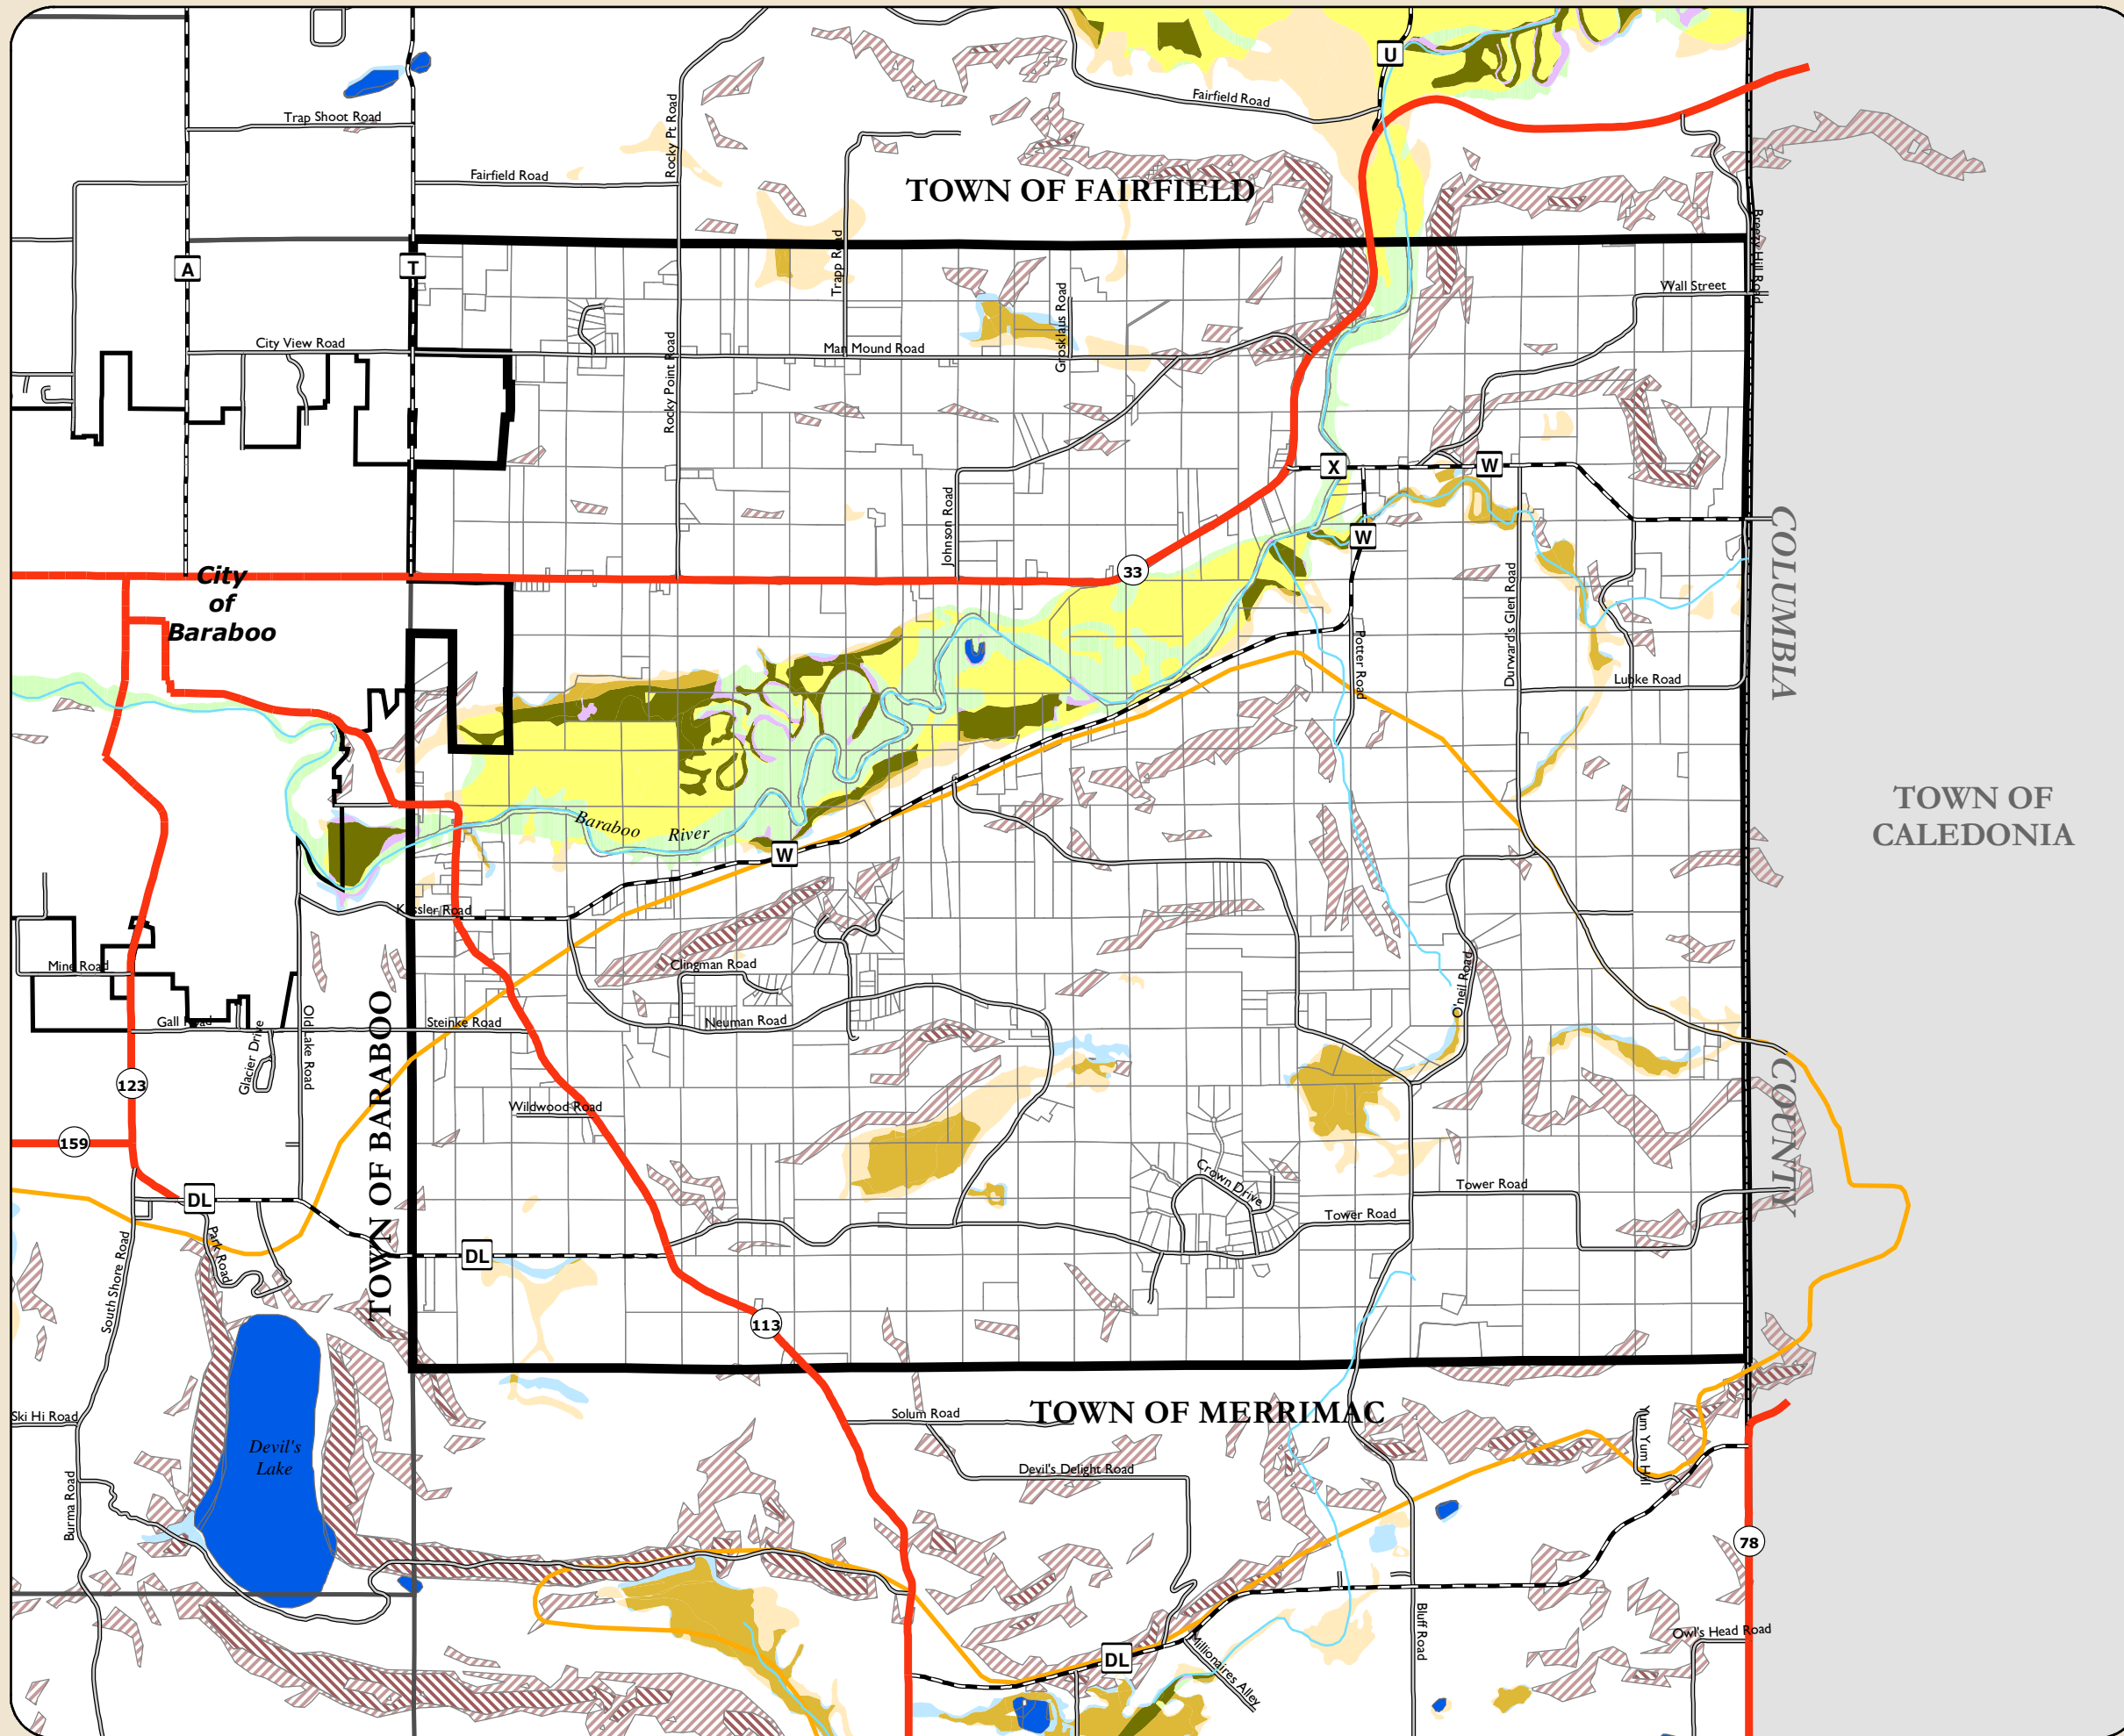 U
Fairfield Road
Trap Shoot Road
Rocky Pt Road
Fairfield Road
TOWN OF FAIRFIELD
Breezy Hill Road
A
T
Trapp Road
Wall Street
Grosklaus Road
City View Road
Man Mound Road
Rocky Point Road
X
W
Johnson Road
W
COLUMBIA
City
of
Baraboo
33
Durward's Glen Road
Potter Road
Lubke Road
TOWN OF
CALEDONIA
Baraboo River
W
Kessler Road
Mine Road
Clingman Road
O'neil Road
Gall Road
Glacier Drive
Old Lake Road
Steinke Road
Neuman Road
TOWN OF BARABOO
123
Wildwood Road
COUNTY
159
DL
Crown Drive
Tower Road
Tower Road
Park Road
South Shore Road
DL
113
Ski Hi Road
Solum Road
TOWN OF MERRIMAC
Yum Yum Hill
Devil's
Lake
Devil's Delight Road
Burma Road
78
Bluff Road
Owl's Head Road
DL
Milionaires Alley